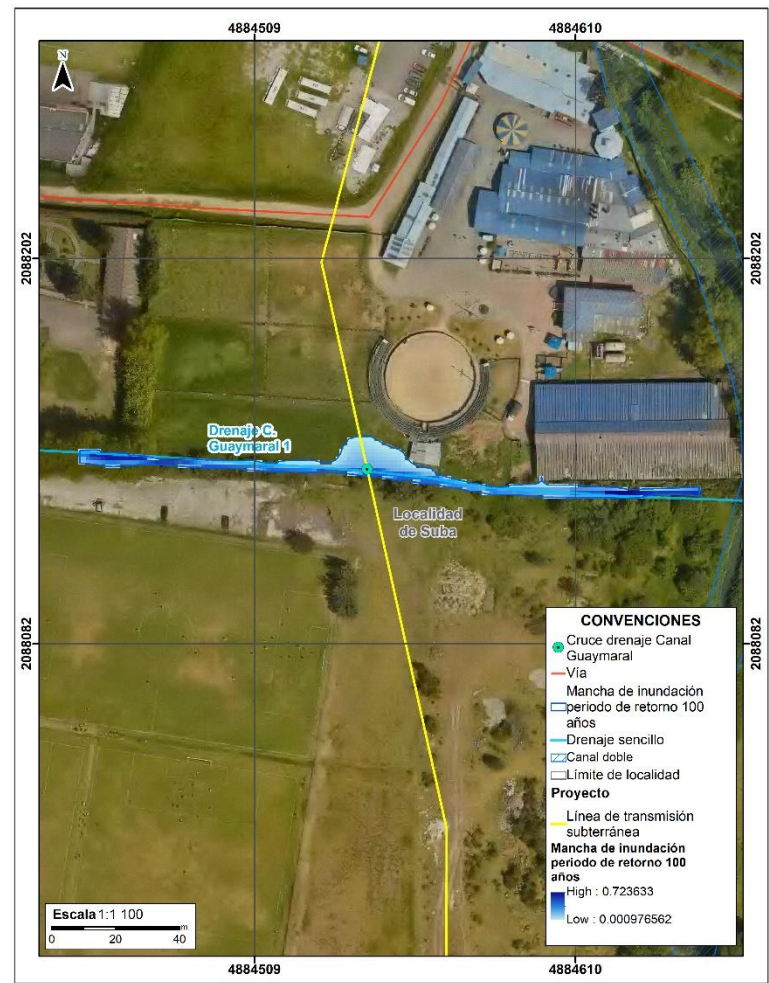 4884509
4884610
N
2088202
2088202
Drenaje C.
Guaymaral 1
Localidad
de Suba
2088082
2088082
CONVENCIONES
Cruce drenaje Canal
Guaymaral
Vía
Mancha de inundación
periodo de retorno 100
años
Drenaje sencillo
Canal doble
Límite de localidad
Proyecto
Línea de transmisión
subterránea
Mancha de inundación
periodo de retorno 100
años
High : 0.723633
Low : 0.000976562
Escala 1:1 100
m
0 20 40
4884509
4884610